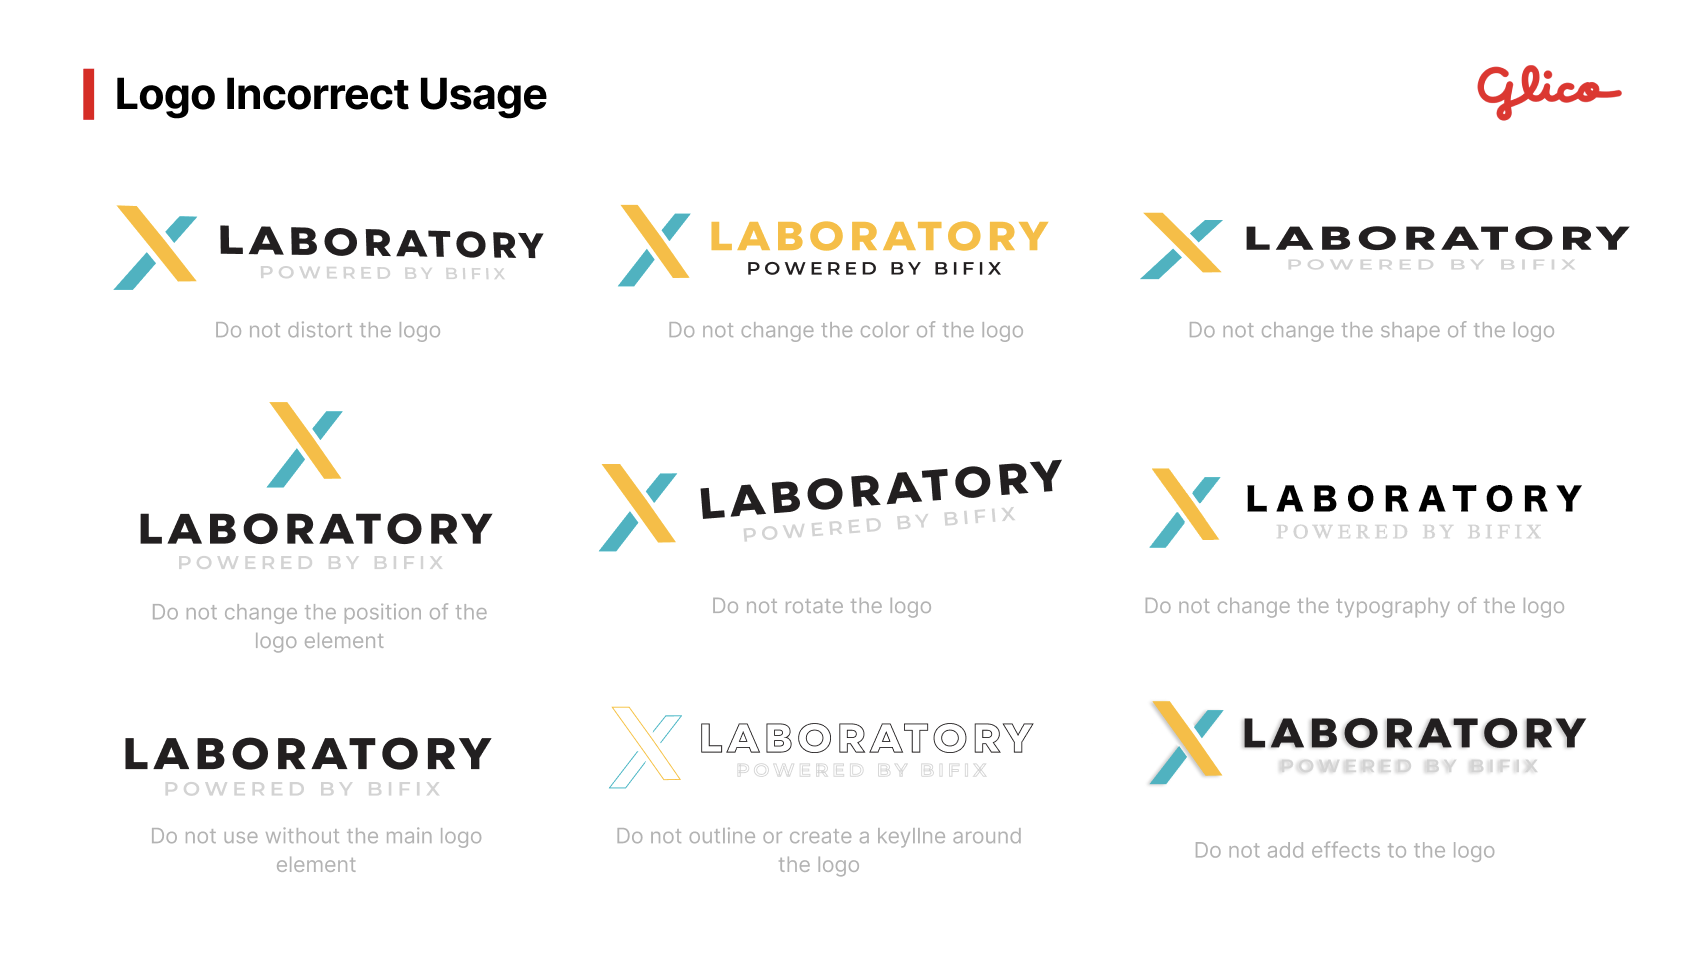 Logo Incorrect Usage
Glico
X LABORATORY
POWERED BY BIFIX
Do not distort the logo
X LABORATORY
POWERED BY BIFIX
Do not change the color of the logo
X LABORATORY
POWERED BY BIFIX
Do not change the shape of the logo
X
LABORATORY
POWERED BY BIFIX
Do not change the position of the
logo element
X LABORATORY
POWERED BY BIFIX
Do not rotate the logo
X LABORATORY
POWERED BY BIFIX
Do not change the typography of the logo
LABORATORY
POWERED BY BIFIX
Do not use without the main logo
element
X LABORATORY
POWERED BY BIFIX
Do not outline or create a keyllne around
the logo
X LABORATORY
POWERED BY BIFIX
Do not add effects to the logo